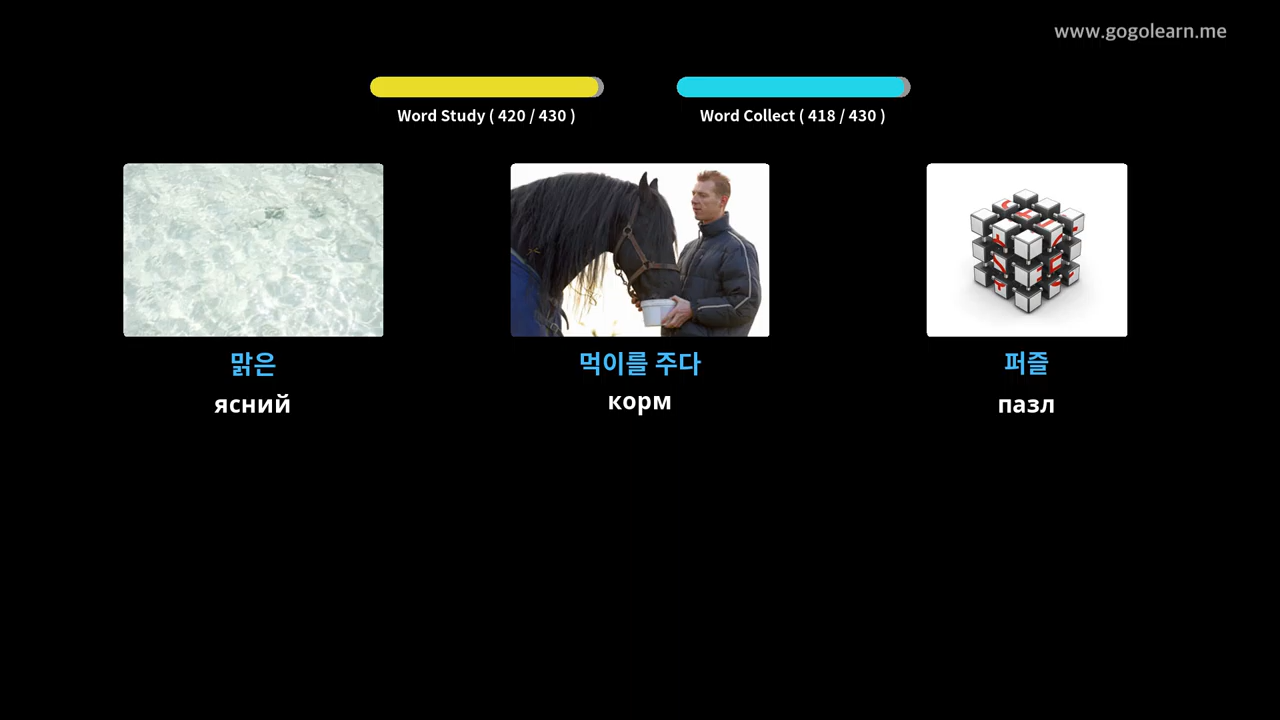 www.gogolearn.me
Word Study ( 420 / 430 )
Word Collect ( 418 / 430 )
맑은
먹이를 주다
퍼즐
ясний
корм
пазл